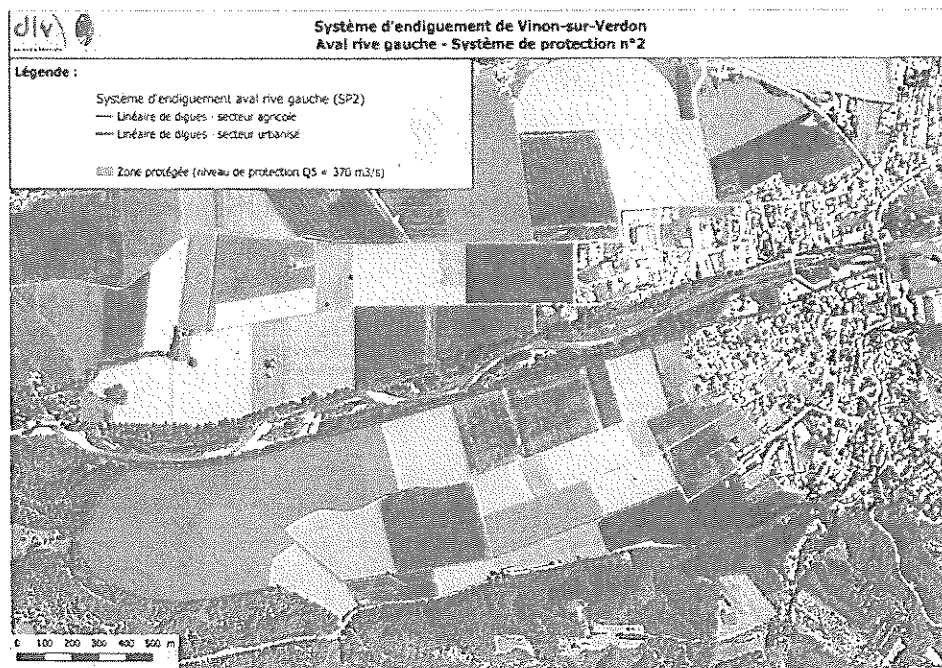 dlv
Système d'endiguement de Vinon-sur-Verdon
Aval rive gauche - Système de protection n°2
Légende :
Système d'endiguement aval rive gauche (SP2)
Linéaire de digues - secteur agricole
Linéaire de digues - secteur urbanisé
Zone protégée (niveau de protection Q5 = 370 m3/s)
0 100 200 300 400 500 m